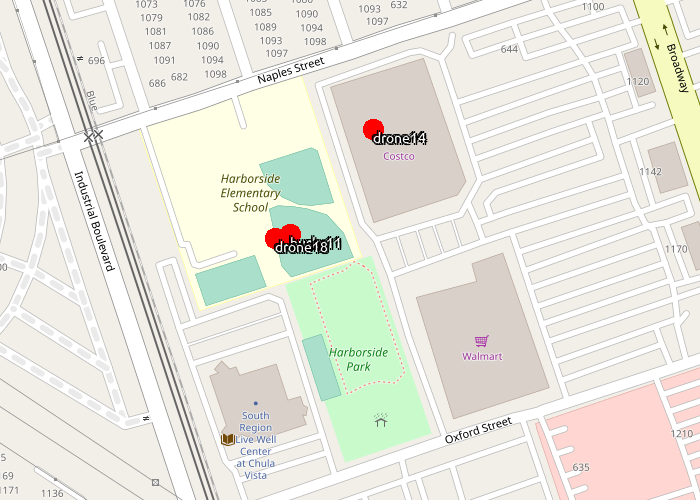 1073
1079
1081
1087
1091
1076
1082
1086
1090
1094
1098
1085
1089
1093
1097
1090
1094
1098
1093
1097
632
1100
696
686
682
644
1120
Broadway
Naples Street
Blue
drone14
Costco
1142
Harborside
Elementary
School
Industrial Boulevard
drone18
1170
Walmart
Harborside
Park
South
Region
Live Well
Center
at Chula
Vista
Oxford Street
1210
635
169
1171
1136